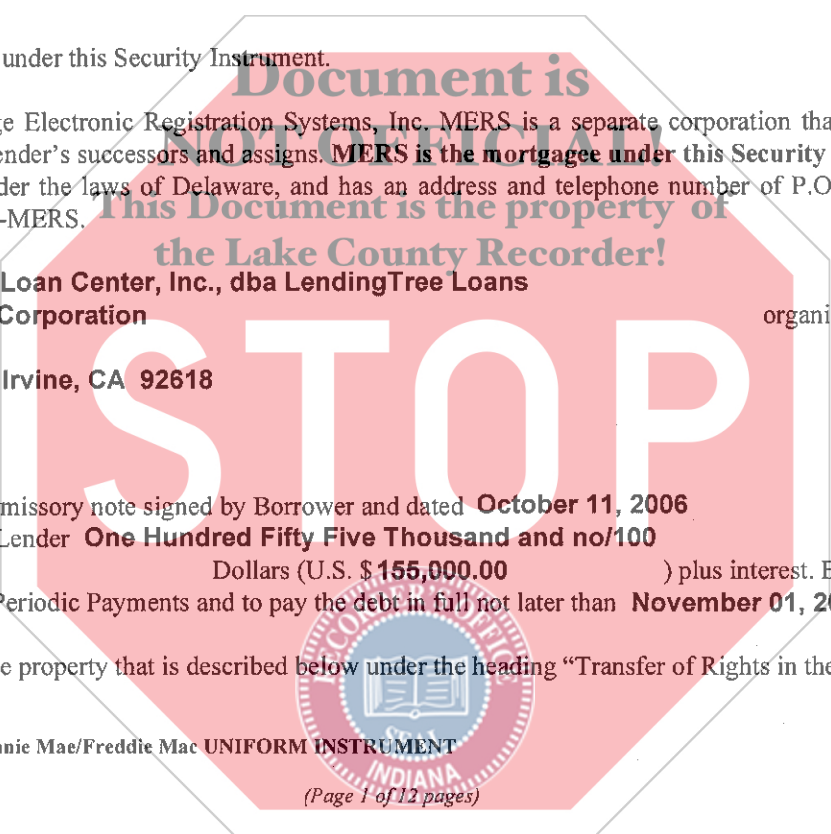 under this Security Instrument.
Document is
ge Electronic Registration Systems, Inc. MERS is a separate corporation tha
NOT OFFICIAL!
ender's successors and assigns. MERS is the mortgagee under this Security
der the laws of Delaware, and has an address and telephone number of P.O
This Document is the property of
-MERS.
the Lake County Recorder!
Loan Center, Inc., dba LendingTree Loans
Corporation organi
Irvine, CA 92618
STOP
missory note signed by Borrower and dated October 11, 2006
Lender One Hundred Fifty Five Thousand and no/100
Dollars (U.S. $ 155,000.00 ) plus interest. B
Periodic Payments and to pay the debt in full not later than November 01, 20
RECORDER'S OFFICE
e property that is described below under the heading “Transfer of Rights in the
SEAL
nnie Mae/Freddie Mac UNIFORM INSTRUMENT
INDIANA
(Page 1 of 12 pages)